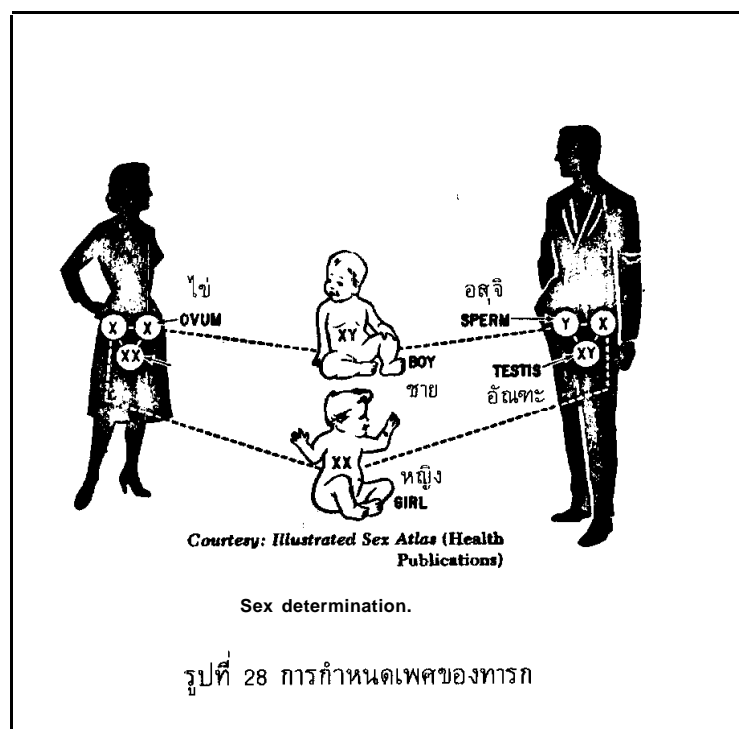 ไข่
OVUM
X X
XX
อสุจิ
SPERM
Y X
XY
TESTIS
อัณฑะ
XY
BOY
ชาย
XX
หญิง
GIRL
Courtesy: Illustrated Sex Atlas (Health
Publications)
Sex determination.
รูปที่ 28 การกำหนดเพศของทารก